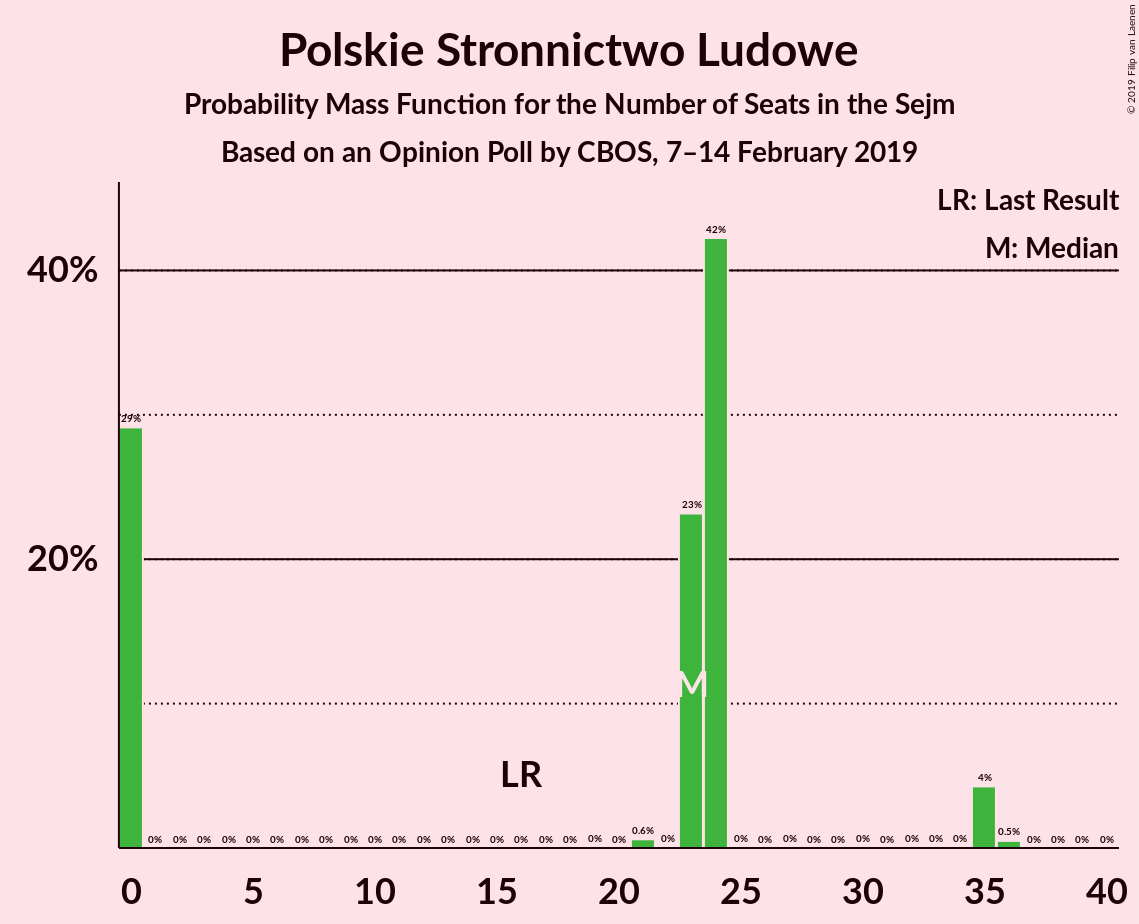 Polskie Stronnictwo Ludowe
Probability Mass Function for the Number of Seats in the Sejm
Based on an Opinion Poll by CBOS, 7–14 February 2019
© 2019 Filip van Laenen
LR: Last Result
M: Median
40%
20%
29% 0% 0% 0% 0% 0% 0% 0% 0% 0% 0% 0% 0% 0% 0% 0% 0% 0% 0% 0% 0% 0.6% 0% 23% 42% 0% 0% 0% 0% 0% 0% 0% 0% 0% 0% 4% 0.5% 0% 0% 0% 0%
M
LR
0 5 10 15 20 25 30 35 40